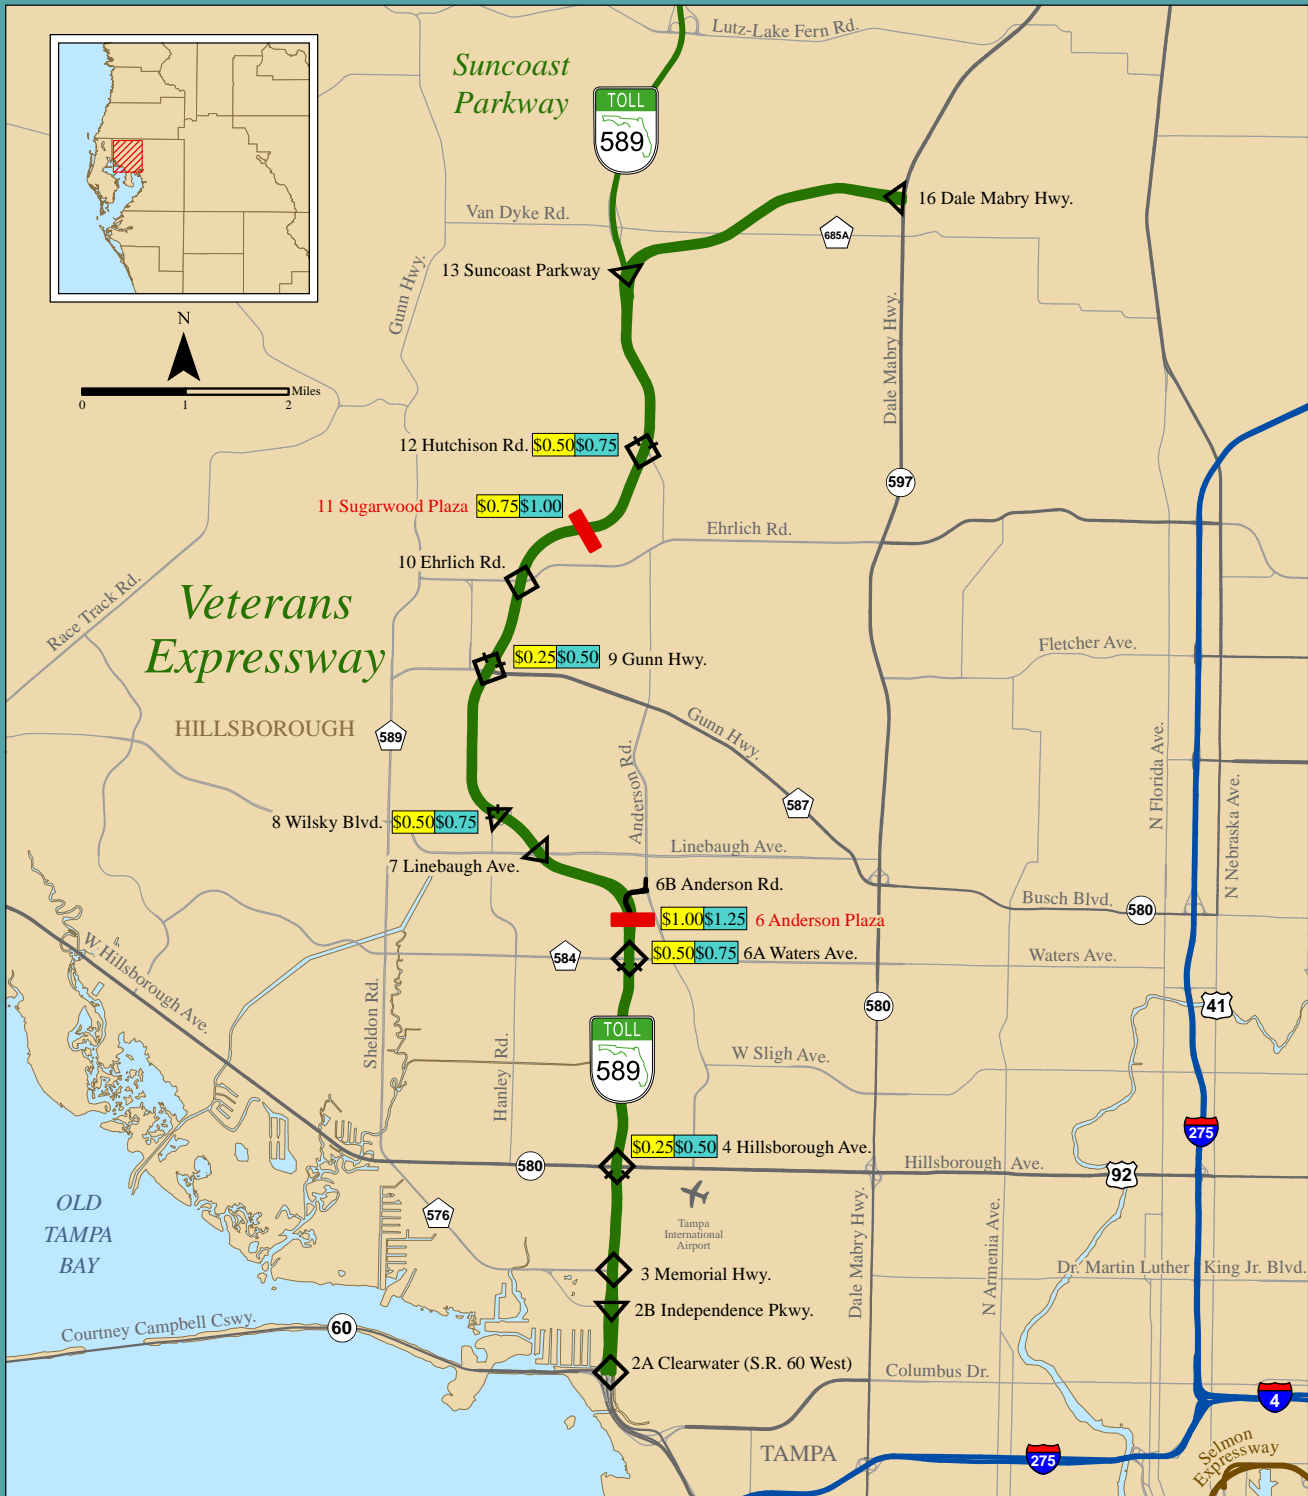 Lutz-Lake Fern Rd.
Suncoast
Parkway
TOLL
589
16 Dale Mabry Hwy.
Van Dyke Rd.
685A
13 Suncoast Parkway
Gunn Hwy.
Dale Mabry Hwy.
N
Miles
0
1
2
12 Hutchison Rd.
$0.50
$0.75
597
11 Sugarwood Plaza
$0.75
$1.00
Ehrlich Rd.
10 Ehrlich Rd.
Race Track Rd.
Veterans
Expressway
$0.25
$0.50
9 Gunn Hwy.
Fletcher Ave.
HILLSBOROUGH
589
Gunn Hwy.
Anderson Rd.
N Florida Ave.
N Nebraska Ave.
587
8 Wilsky Blvd.
$0.50
$0.75
Linebaugh Ave.
7 Linebaugh Ave.
6B Anderson Rd.
Busch Blvd.
580
$1.00
$1.25
6 Anderson Plaza
W Hillsborough Ave.
584
$0.50
$0.75
6A Waters Ave.
Waters Ave.
580
41
Sheldon Rd.
Hanley Rd.
TOLL
589
W Sligh Ave.
275
$0.25
$0.50
4 Hillsborough Ave.
580
Hillsborough Ave.
92
OLD
TAMPA
BAY
576
Tampa
International
Airport
Dale Mabry Hwy.
N Armenia Ave.
3 Memorial Hwy.
Dr. Martin Luther King Jr. Blvd.
2B Independence Pkwy.
Courtney Campbell Cswy.
60
2A Clearwater (S.R. 60 West)
Columbus Dr.
4
TAMPA
275
Selmon
Expressway